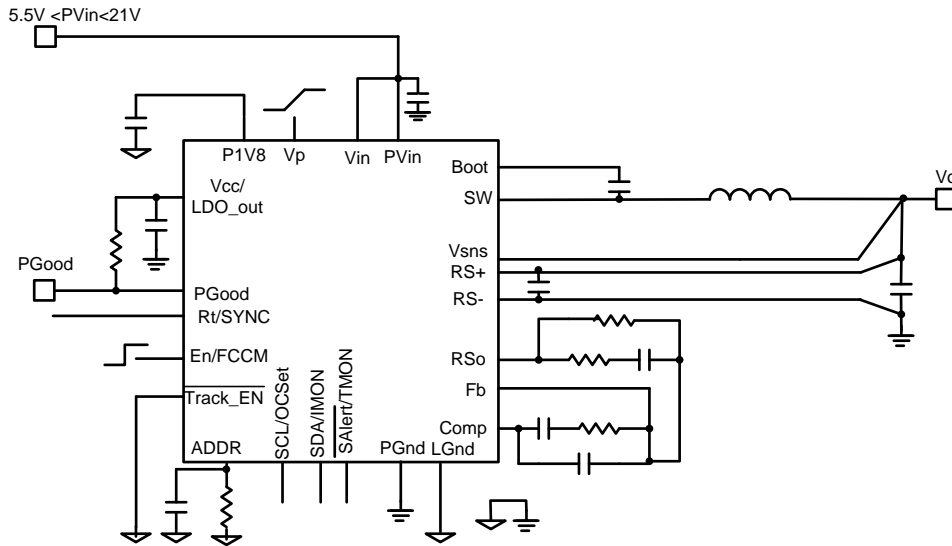 5.5V <PVin<21V
P1V8
Vp
Vin
PVin
Boot
Vcc/
LDO_out
SW
Vo
Vsns
RS+
PGood
RS-
PGood
Rt/SYNC
En/FCCM
RSo
Track_EN
Fb
Comp
ADDR
SCL/OCSet
SDA/IMON
SAlert/TMON
PGnd
LGnd